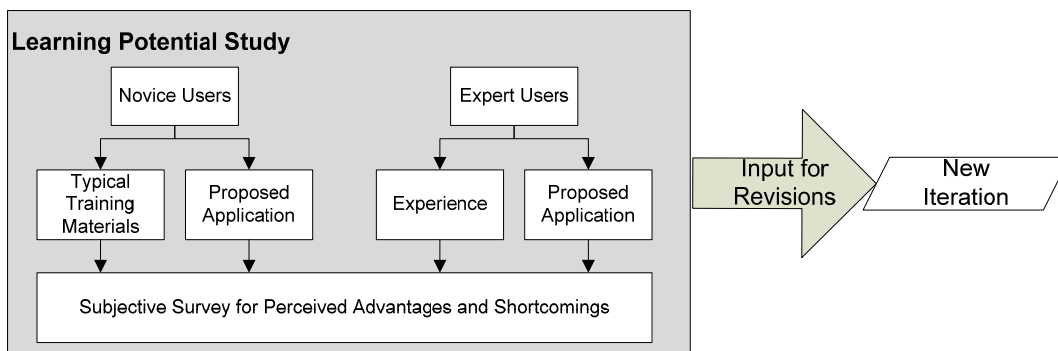 Learning Potential Study
Novice Users
Expert Users
Typical
Training
Materials
Proposed
Application
Experience
Proposed
Application
Subjective Survey for Perceived Advantages and Shortcomings
Input for
Revisions
New
Iteration